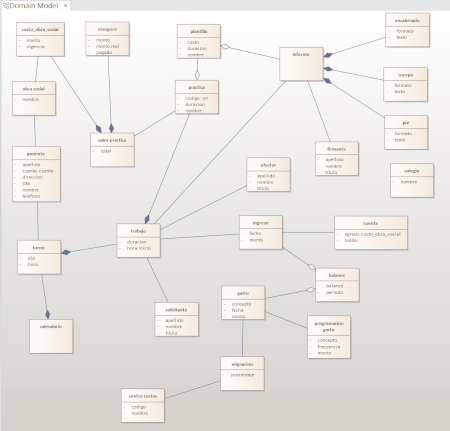 Domain Model ×
costo_obra_social
- monto
- vigencia
coseguro
- monto
- monto real
pagado
plantilla
- costo
- duracion
- nombre
informe
encabezado
- formato
- texto
obra social
- nombre
practica
- codigo: int
- duracion
- nombre
cuerpo
- formato
- texto
valor practica
- total
pie
- formato
- texto
paciente
- apellido
- cuenta: cuenta
- direccion
- DNI
- nombre
- telefono
efector
- apellido
- nombre
- titulo
firmante
- apellido
- nombre
- titulo
colegio
- nombre
turno
- dia
- hora
trabajo
- duracion
- hora inicio
ingreso
- fecha
- monto
cuenta
- egreso: costo_obra_social
- saldo
calendario
solicitante
- apellido
- nombre
- titulo
gasto
- concepto
- fecha
- monto
balance
- balance
- periodo
programacion
gasto
- concepto
- frecuencia
- monto
asignacion
- porcentaje
centro costos
- codigo
- nombre